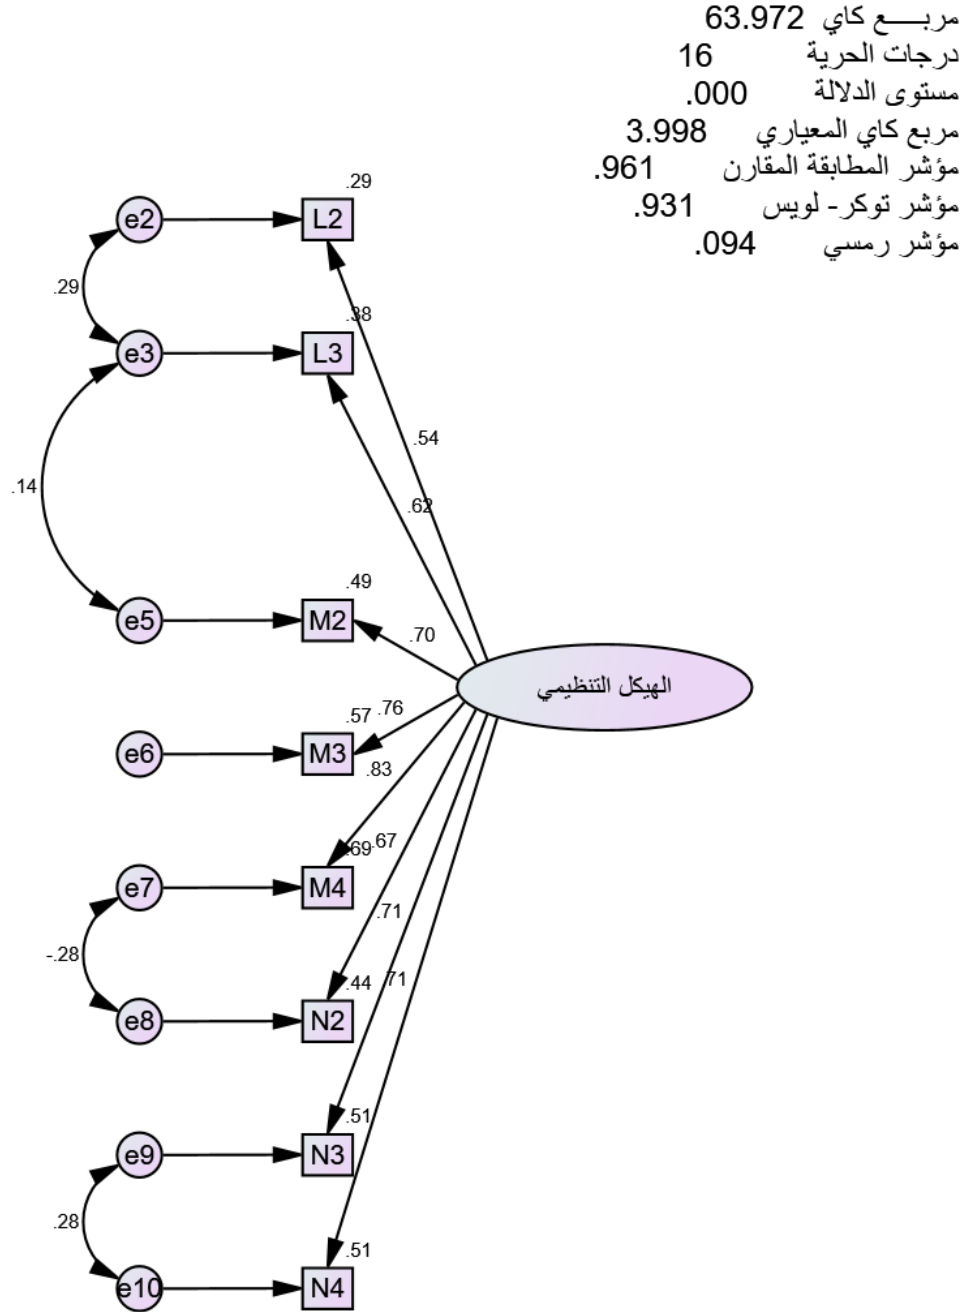 مربـــع كاي 63.972
درجات الحرية 16
مستوى الدلالة .000
مربع كاي المعياري 3.998
مؤشر المطابقة المقارن .961
مؤشر توكر- لويس .931
مؤشر رمسي .094
.29
e2
L2
.29
.38
e3
L3
.54
.14
.62
.49
e5
M2
.70
الهيكل التنظيمي
.57
.76
e6
M3
.83
.69
.67
e7
M4
.71
-.28
.44
.71
e8
N2
.51
e9
N3
.28
.51
e10
N4